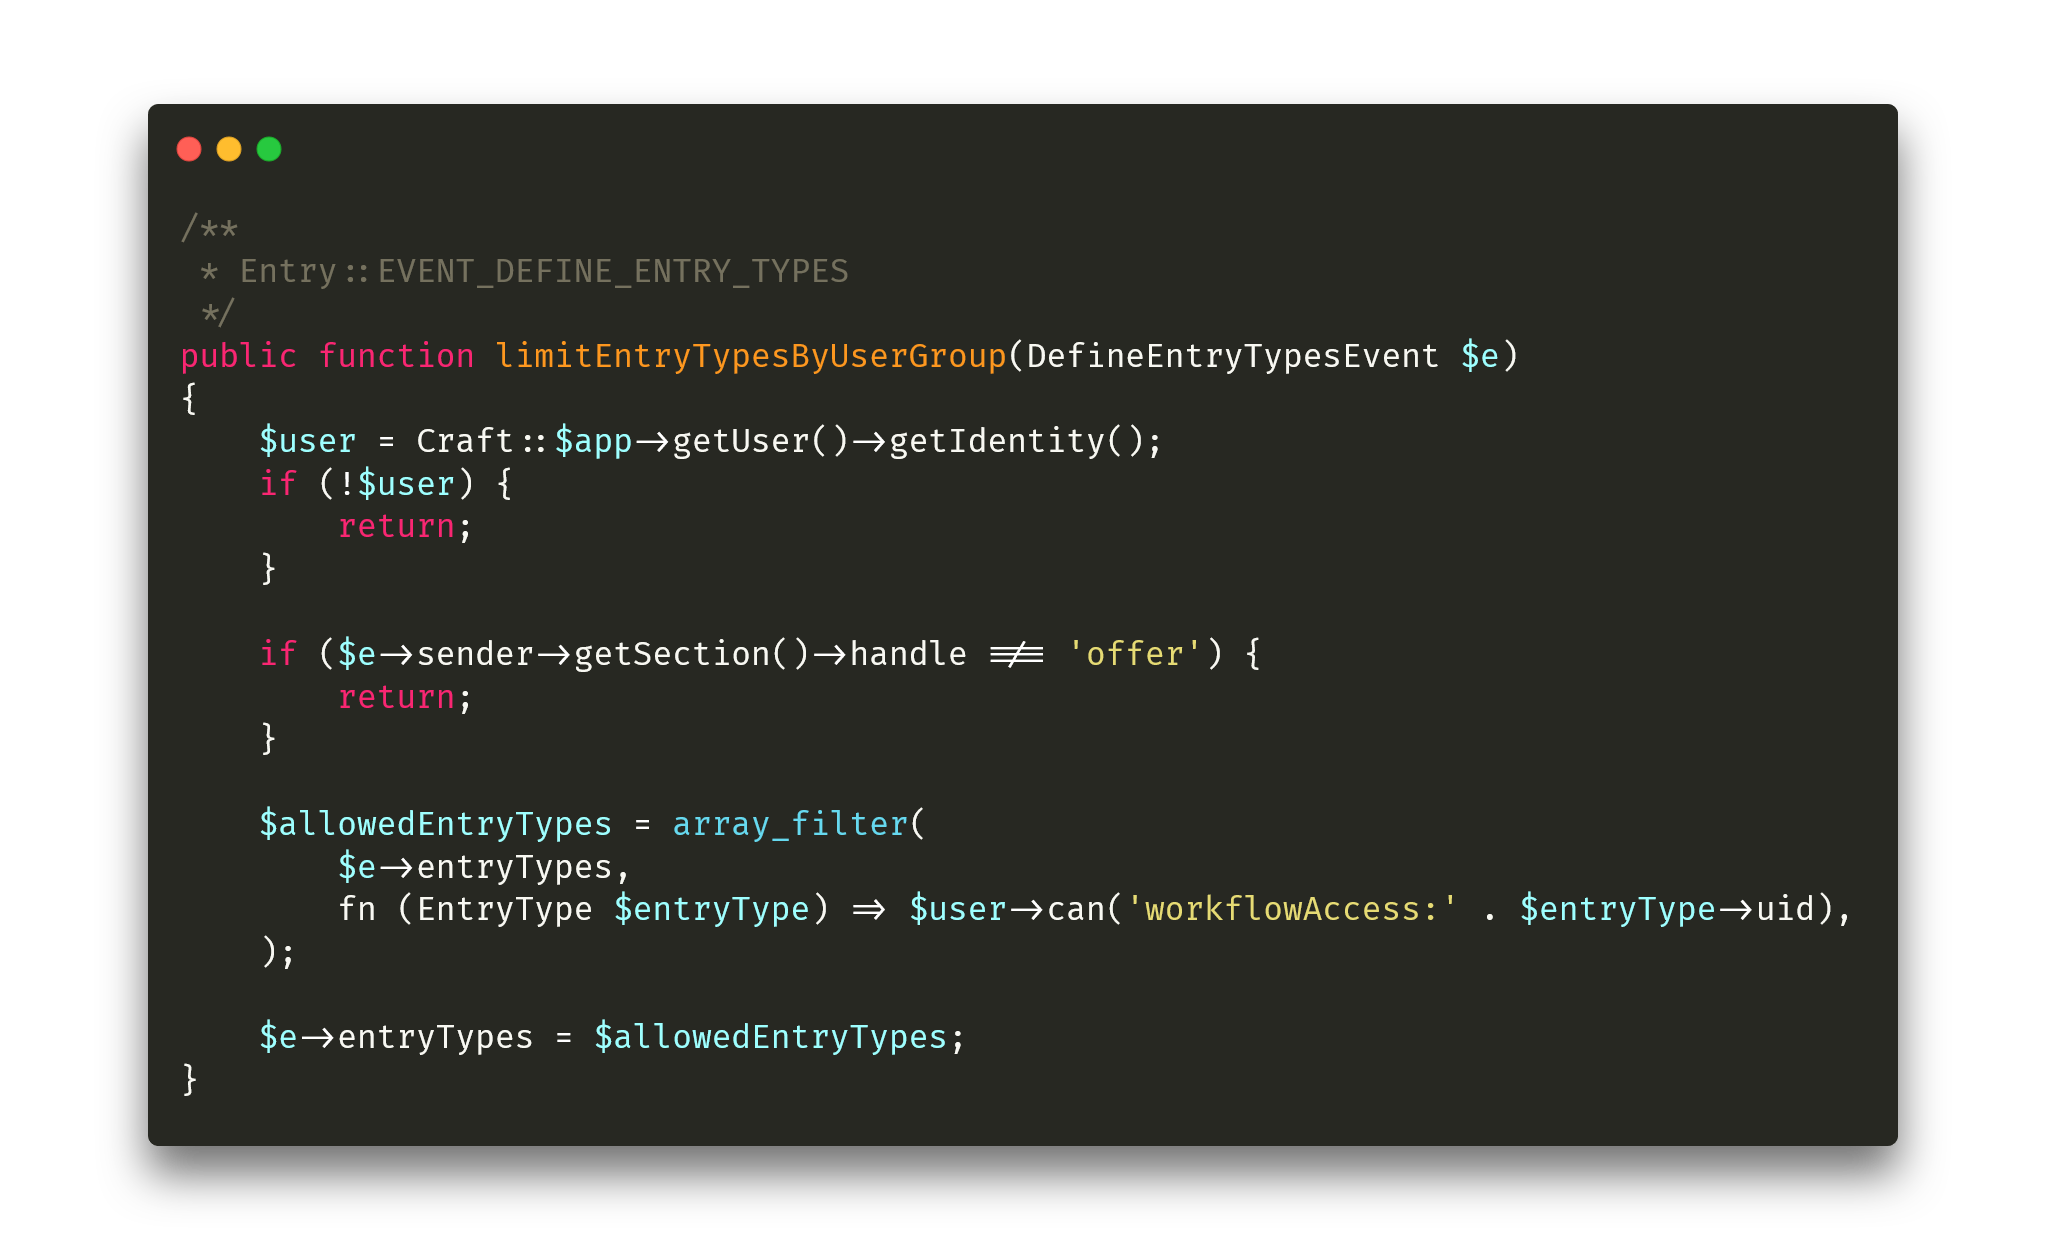 /**
 * Entry::EVENT_DEFINE_ENTRY_TYPES
 */
public function limitEntryTypesByUserGroup(DefineEntryTypesEvent $e)
{
    $user = Craft::$app->getUser()->getIdentity();
    if (!$user) {
        return;
    }

    if ($e->sender->getSection()->handle !== 'offer') {
        return;
    }

    $allowedEntryTypes = array_filter(
        $e->entryTypes,
        fn (EntryType $entryType) => $user->can('workflowAccess:' . $entryType->uid),
    );

    $e->entryTypes = $allowedEntryTypes;
}